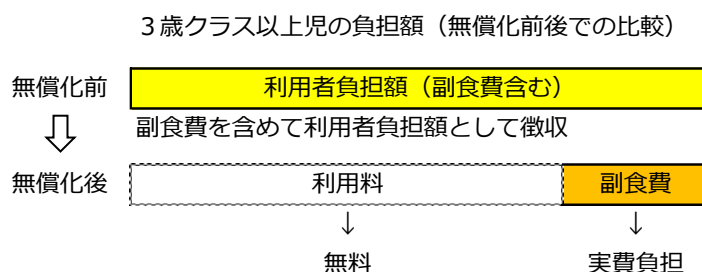 ３歳クラス以上児の負担額（無償化前後での比較）
無償化前
利用者負担額（副食費含む）
副食費を含めて利用者負担額として徴収
無償化後
利用料
副食費
↓
↓
無料
実費負担